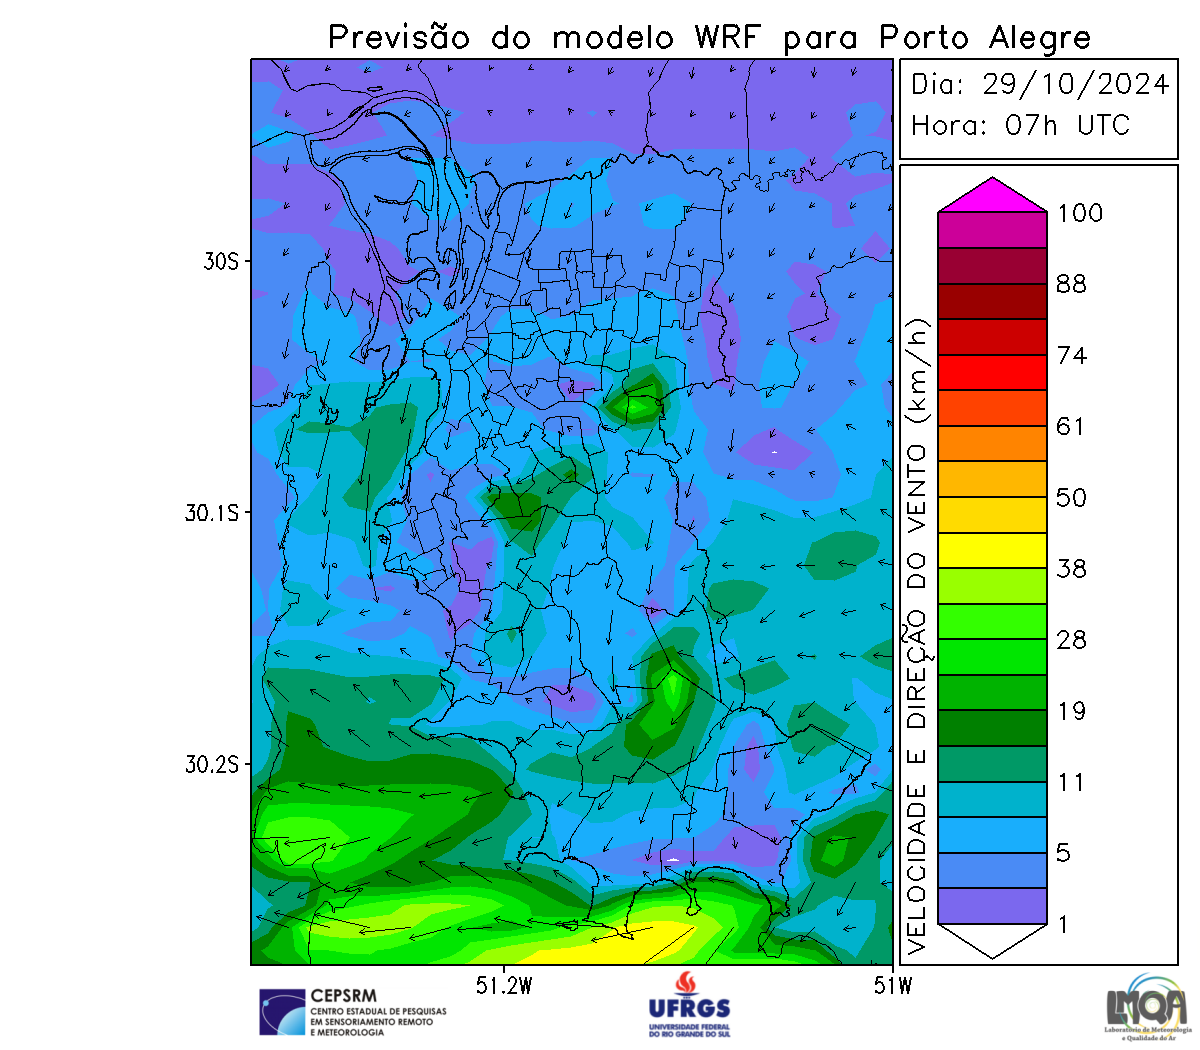 Previsão do modelo WRF para Porto Alegre
Dia: 29/10/2024
Hora: 07h UTC
30S
30.1S
30.2S
51.2W
51W
VELOCIDADE E DIREÇÃO DO VENTO (km/h)
100
88
74
61
50
38
28
19
11
5
1
CEPSRM
CENTRO ESTADUAL DE PESQUISAS
EM SENSORIAMENTO REMOTO
E METEOROLOGIA
UFRGS
UNIVERSIDADE FEDERAL
DO RIO GRANDE DO SUL
LMQA
Laboratório de Meteorologia
e Qualidade do Ar